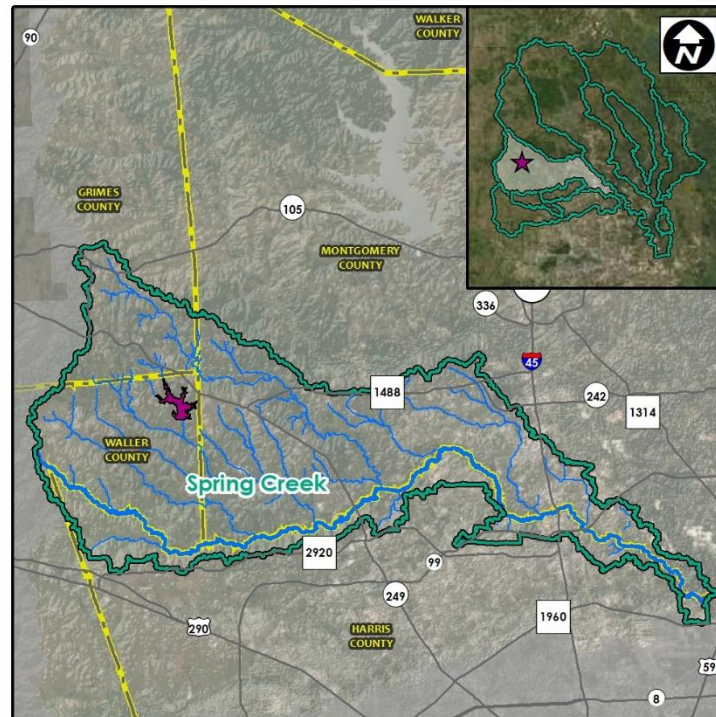 90
WALKER
COUNTY
N
GRIMES
COUNTY
105
MONTGOMERY
COUNTY
336
45
1488
242
1314
WALLER
COUNTY
Spring Creek
2920
99
249
290
1960
HARRIS
COUNTY
59
8